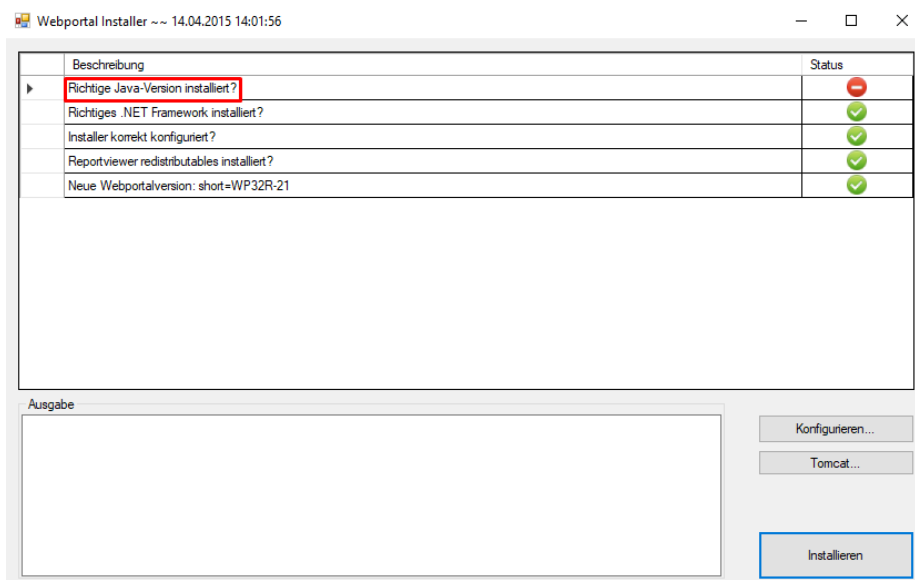 Webportal Installer ~~ 14.04.2015 14:01:56
Beschreibung Status
Richtige Java-Version installiert?
Richtiges .NET Framework installiert?
Installer korrekt konfiguriert?
Reportviewer redistributables installiert?
Neue Webportalversion: short=WP32R-21
Ausgabe
Konfigurieren...
Tomcat...
Installieren